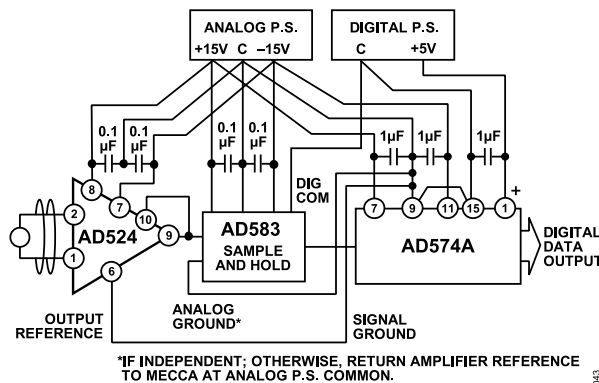 ANALOG P.S.
+15V C –15V
DIGITAL P.S.
C +5V
0.1 µF
0.1 µF
0.1 µF
0.1 µF
1µF
1µF
1µF
DIG COM
8
7
10
9
2
1
6
AD524
AD583
SAMPLE
AND HOLD
7
9
11
15
1
+
AD574A
DIGITAL
DATA
OUTPUT
OUTPUT
REFERENCE
ANALOG
GROUND*
SIGNAL
GROUND
*IF INDEPENDENT; OTHERWISE, RETURN AMPLIFIER REFERENCE
TO MECCA AT ANALOG P.S. COMMON.
343